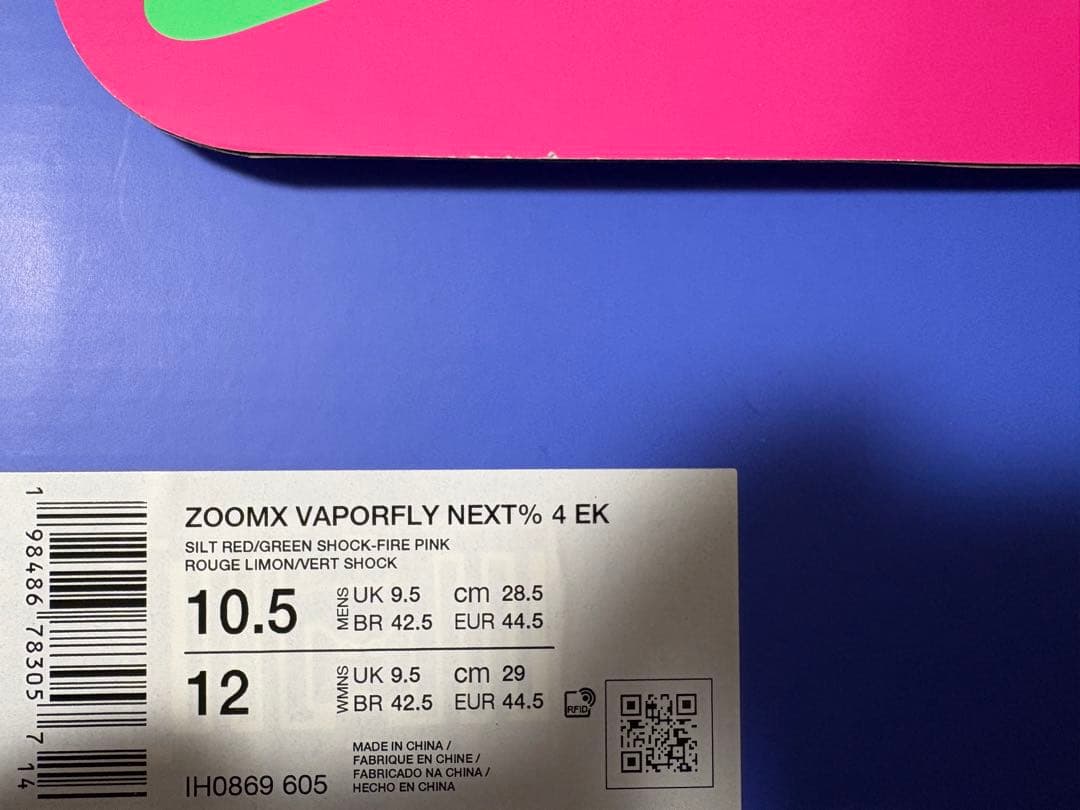 1 98486 78305 7 14
ZOOMX VAPORFLY NEXT% 4 EK
SILT RED/GREEN SHOCK-FIRE PINK
ROUGE LIMON/VERT SHOCK
10.5
MENS
UK 9.5 cm 28.5
BR 42.5 EUR 44.5
12
WMNS
UK 9.5 cm 29
BR 42.5 EUR 44.5
RFID
MADE IN CHINA /
FABRIQUE EN CHINE /
FABRICADO NA CHINA /
HECHO EN CHINA
IH0869 605